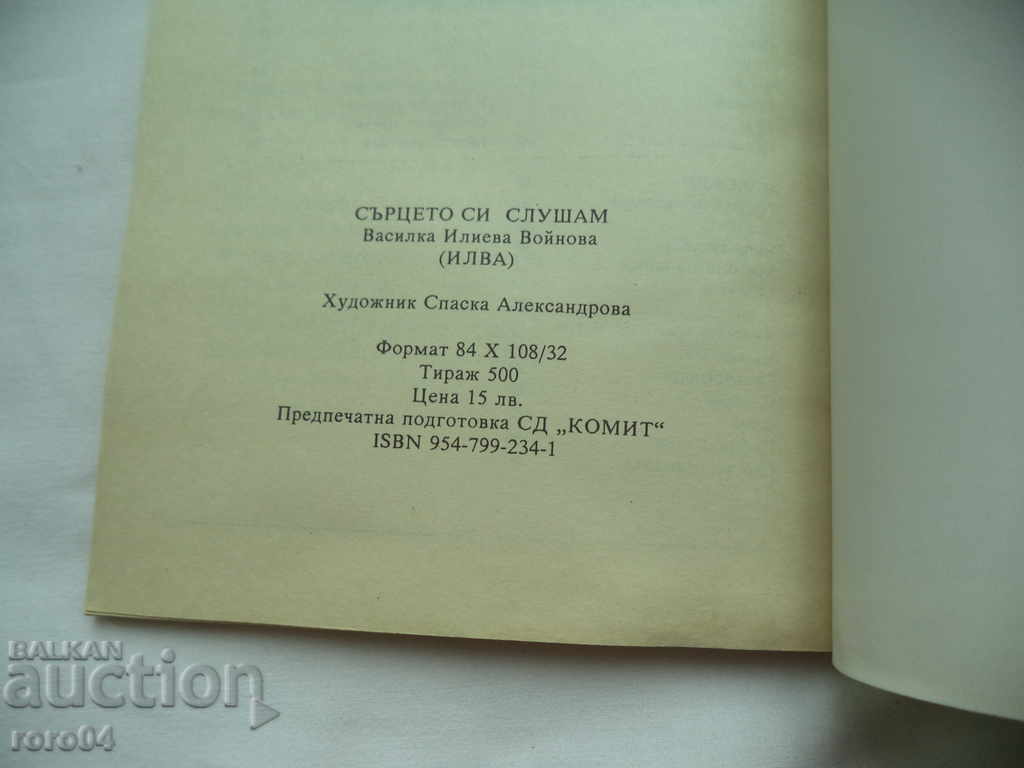 СЪРЦЕТО СИ СЛУШАМ
Василка Илиева Войнова
(ИЛВА)
Художник Спаска Александрова
Формат 84 X 108/32
Тираж 500
Цена 15 лв.
Предпечатна подготовка СД „КОМИТ“
ISBN 954-799-234-1
BALKAN
auction
roro04